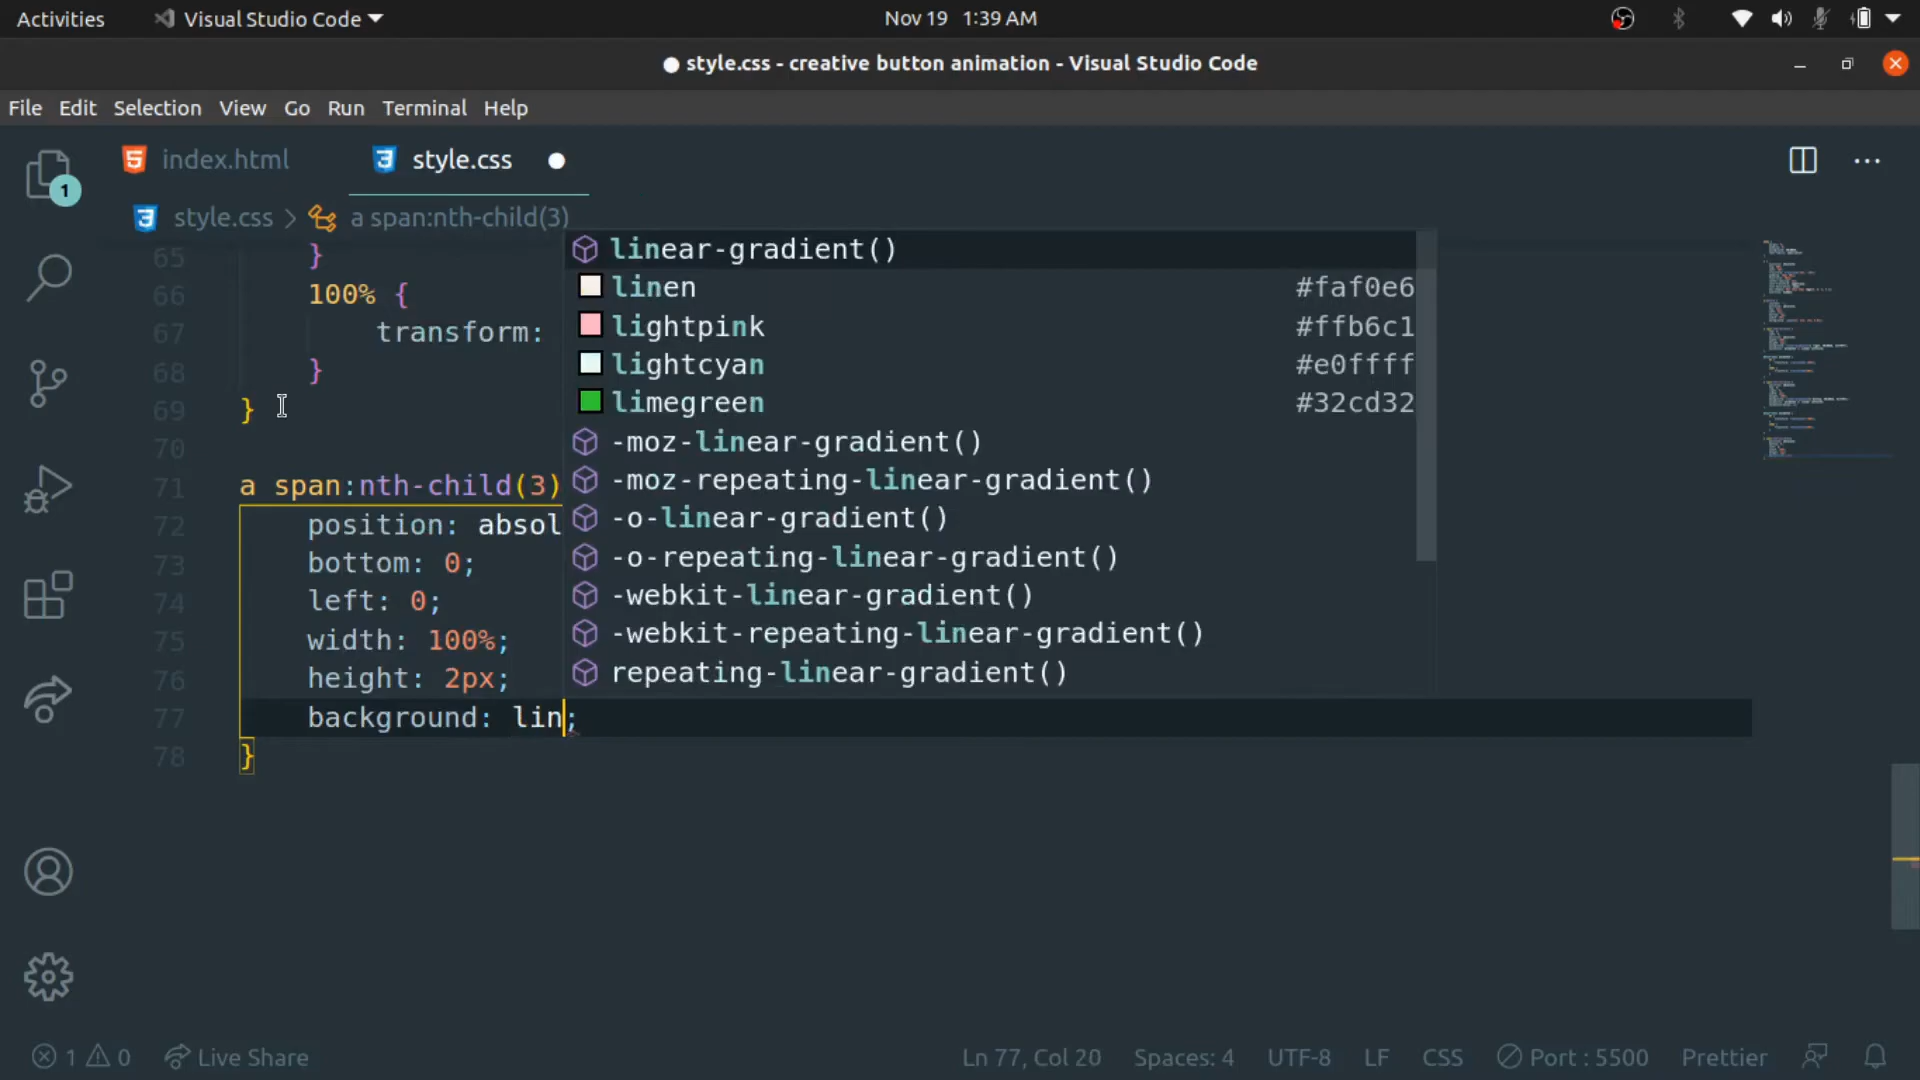 Activities
Visual Studio Code
Nov 19 1:39 AM
style.css - creative button animation - Visual Studio Code
File Edit Selection View Go Run Terminal Help
index.html
style.css
style.css > a span:nth-child(3)
65 }
66 100% {
67 transform:
68 }
69 }
70
71 a span:nth-child(3)
72 position: absol
73 bottom: 0;
74 left: 0;
75 width: 100%;
76 height: 2px;
77 background: lin;
78 }
linear-gradient()
linen #faf0e6
lightpink #ffb6c1
lightcyan #e0ffff
limegreen #32cd32
-moz-linear-gradient()
-moz-repeating-linear-gradient()
-o-linear-gradient()
-o-repeating-linear-gradient()
-webkit-linear-gradient()
-webkit-repeating-linear-gradient()
repeating-linear-gradient()
1
1 0 Live Share Ln 77, Col 20 Spaces: 4 UTF-8 LF CSS Port : 5500 Prettier